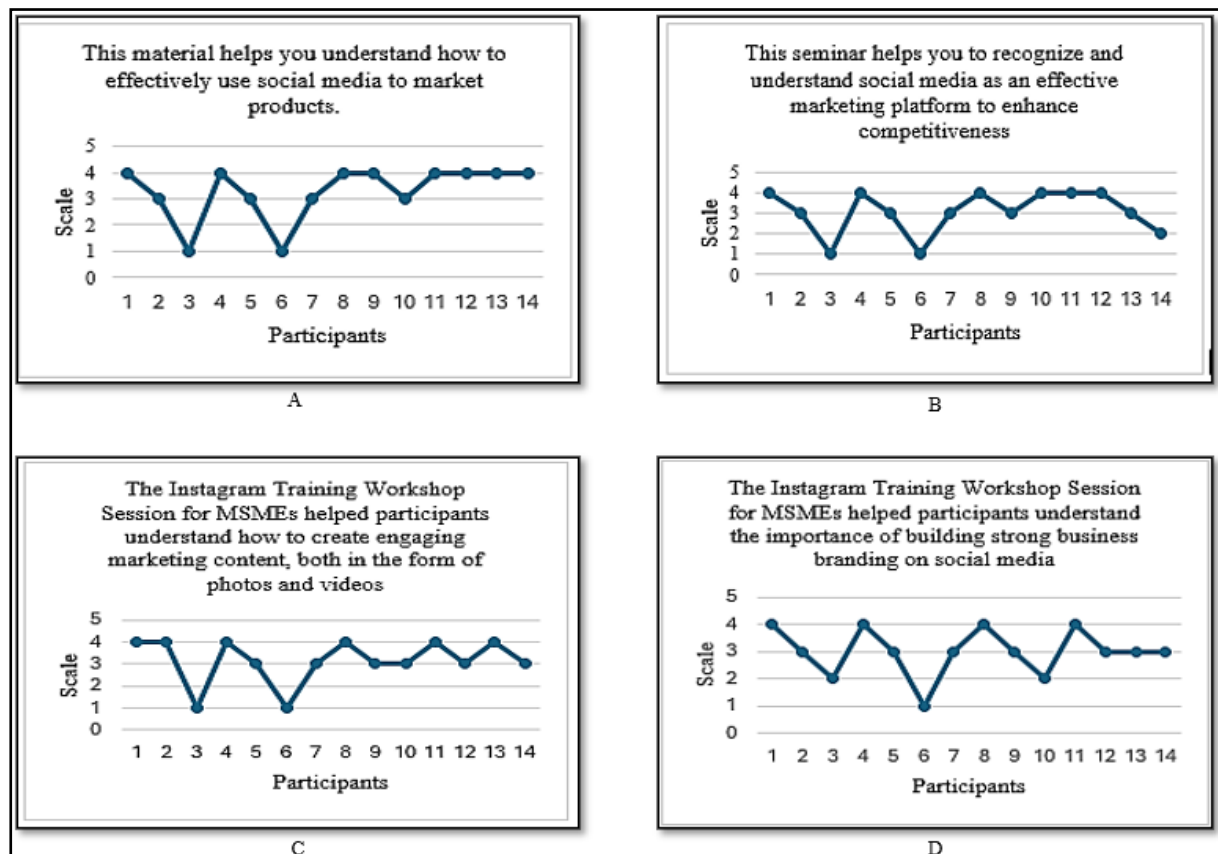 This material helps you understand how to
effectively use social media to market
products.
5
4
3
2
1
0
Scale
1 2 3 4 5 6 7 8 9 10 11 12 13 14
Participants
A
This seminar helps you to recognize and
understand social media as an effective
marketing platform to enhance
competitiveness
5
4
3
2
1
0
Scale
1 2 3 4 5 6 7 8 9 10 11 12 13 14
Participants
B
The Instagram Training Workshop
Session for MSMEs helped participants
understand how to create engaging
marketing content, both in the form of
photos and videos
5
4
3
2
1
0
Scale
1 2 3 4 5 6 7 8 9 10 11 12 13 14
Participants
C
The Instagram Training Workshop Session
for MSMEs helped participants understand
the importance of building strong business
branding on social media
5
4
3
2
1
0
Scale
1 2 3 4 5 6 7 8 9 10 11 12 13 14
Participants
D